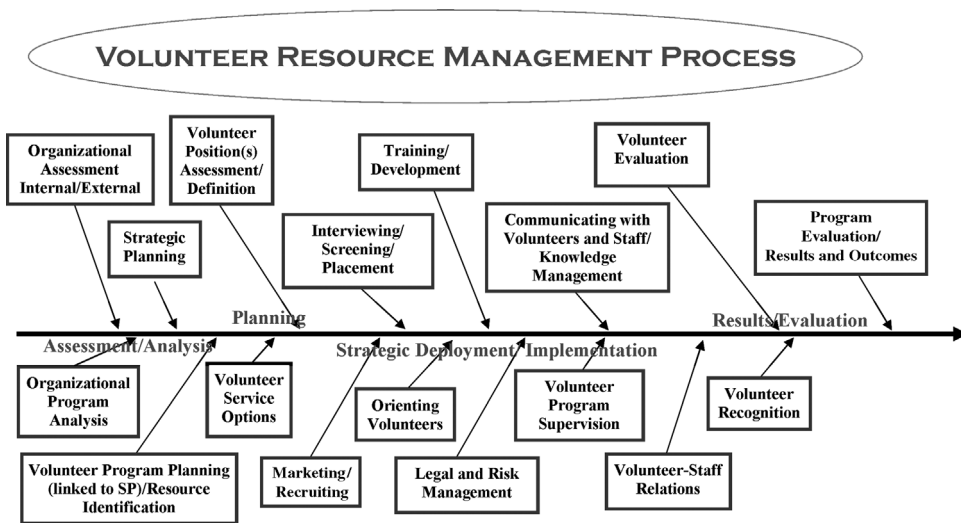 VOLUNTEER RESOURCE MANAGEMENT PROCESS
Organizational
Assessment
Internal/External
Volunteer
Position(s)
Assessment/
Definition
Training/
Development
Volunteer
Evaluation
Strategic
Planning
Interviewing/
Screening/
Placement
Communicating with
Volunteers and Staff/
Knowledge
Management
Program
Evaluation/
Results and Outcomes
Planning
Results/Evaluation
Assessment/Analysis
Strategic Deployment/ Implementation
Organizational
Program
Analysis
Volunteer
Service
Options
Orienting
Volunteers
Volunteer
Program
Supervision
Volunteer
Recognition
Volunteer Program Planning
(linked to SP)/Resource
Identification
Marketing/
Recruiting
Legal and Risk
Management
Volunteer-Staff
Relations